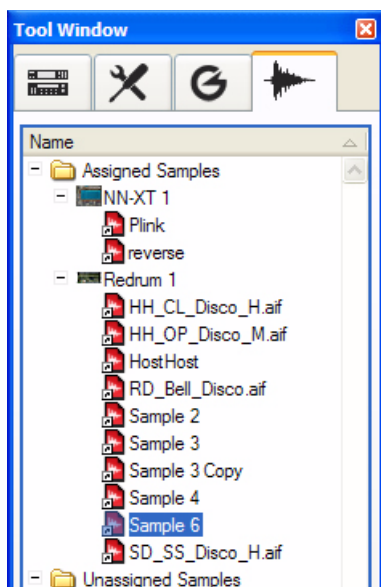 Tool Window
Name
Assigned Samples
NN-XT 1
Plink
reverse
Redrum 1
HH_CL_Disco_H.aif
HH_OP_Disco_M.aif
HostHost
RD_Bell_Disco.aif
Sample 2
Sample 3
Sample 3 Copy
Sample 4
Sample 6
SD_SS_Disco_H.aif
Unassigned Samples